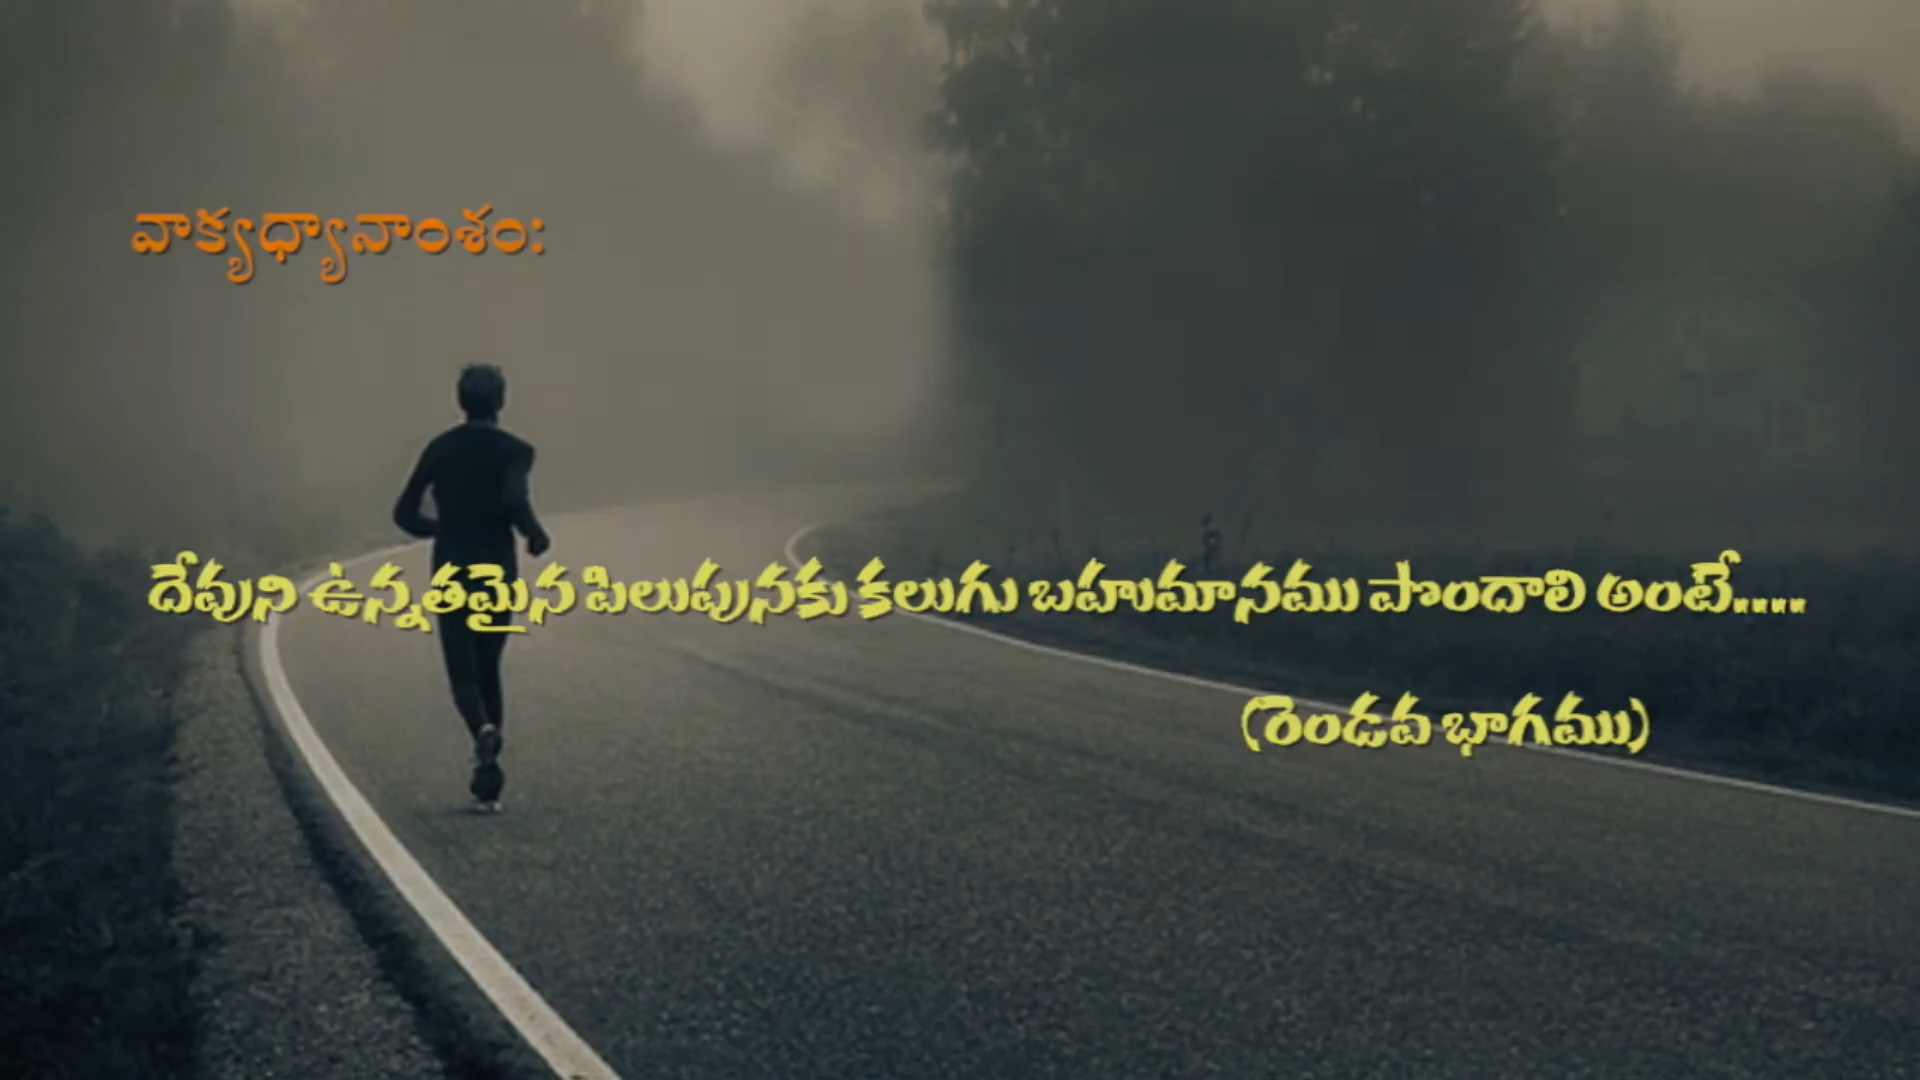 వాక్యధ్యానాంశం:
దేవుని ఉన్నతమైన పిలుపునకు కలుగు బహుమానము పొందాలి అంటే....
(రెండవ భాగము)